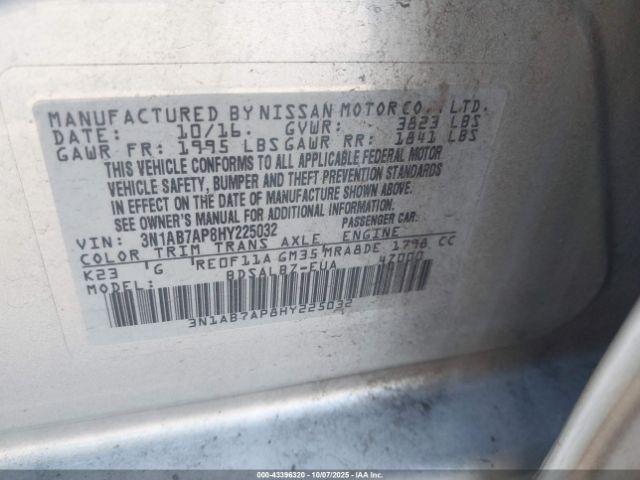 MANUFACTURED BY NISSAN MOTOR CO., LTD.
DATE: 10/16. GVWR: 3823 LBS
GAWR FR: 1995 LBS GAWR RR: 1841 LBS
THIS VEHICLE CONFORMS TO ALL APPLICABLE FEDERAL MOTOR
VEHICLE SAFETY, BUMPER AND THEFT PREVENTION STANDARDS
IN EFFECT ON THE DATE OF MANUFACTURE SHOWN ABOVE.
SEE OWNER'S MANUAL FOR ADDITIONAL INFORMATION.
VIN: 3N1AB7AP8HY225032 PASSENGER CAR
COLOR TRIM TRANS AXLE ENGINE
K23 G RE0F11A GM35 MRA8DE 1798 CC
MODEL: BDSALBZ-EUA 47000
3N1AB7AP8HY225032
000-43396320 - 10/07/2025 - IAAI.COM